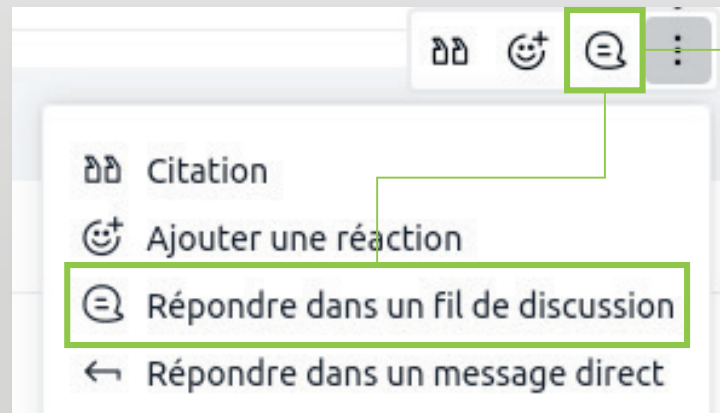 Citation
Ajouter une réaction
Répondre dans un fil de discussion
Répondre dans un message direct